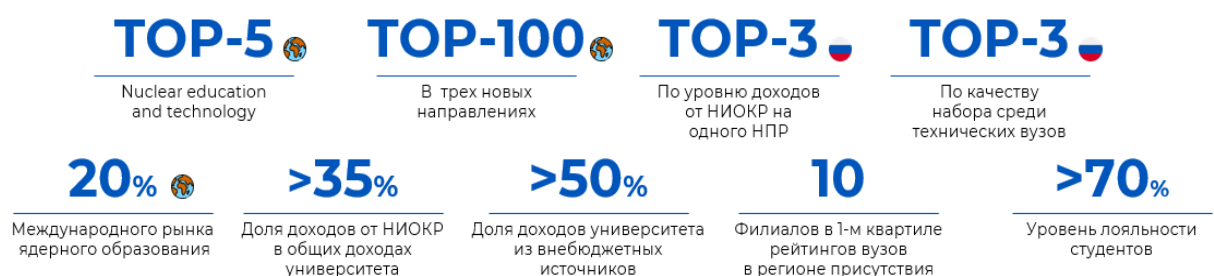 TOP-5
Nuclear education
and technology
TOP-100
В трех новых
направлениях
TOP-3
По уровню доходов
от НИОКР на
одного НПР
TOP-3
По качеству
набора среди
технических вузов
20%
Международного рынка
ядерного образования
>35%
Доля доходов от НИОКР
в общих доходах
университета
>50%
Доля доходов университета
из внебюджетных
источников
10
Филиалов в 1-м квартиле
рейтингов вузов
в регионе присутствия
>70%
Уровень лояльности
студентов